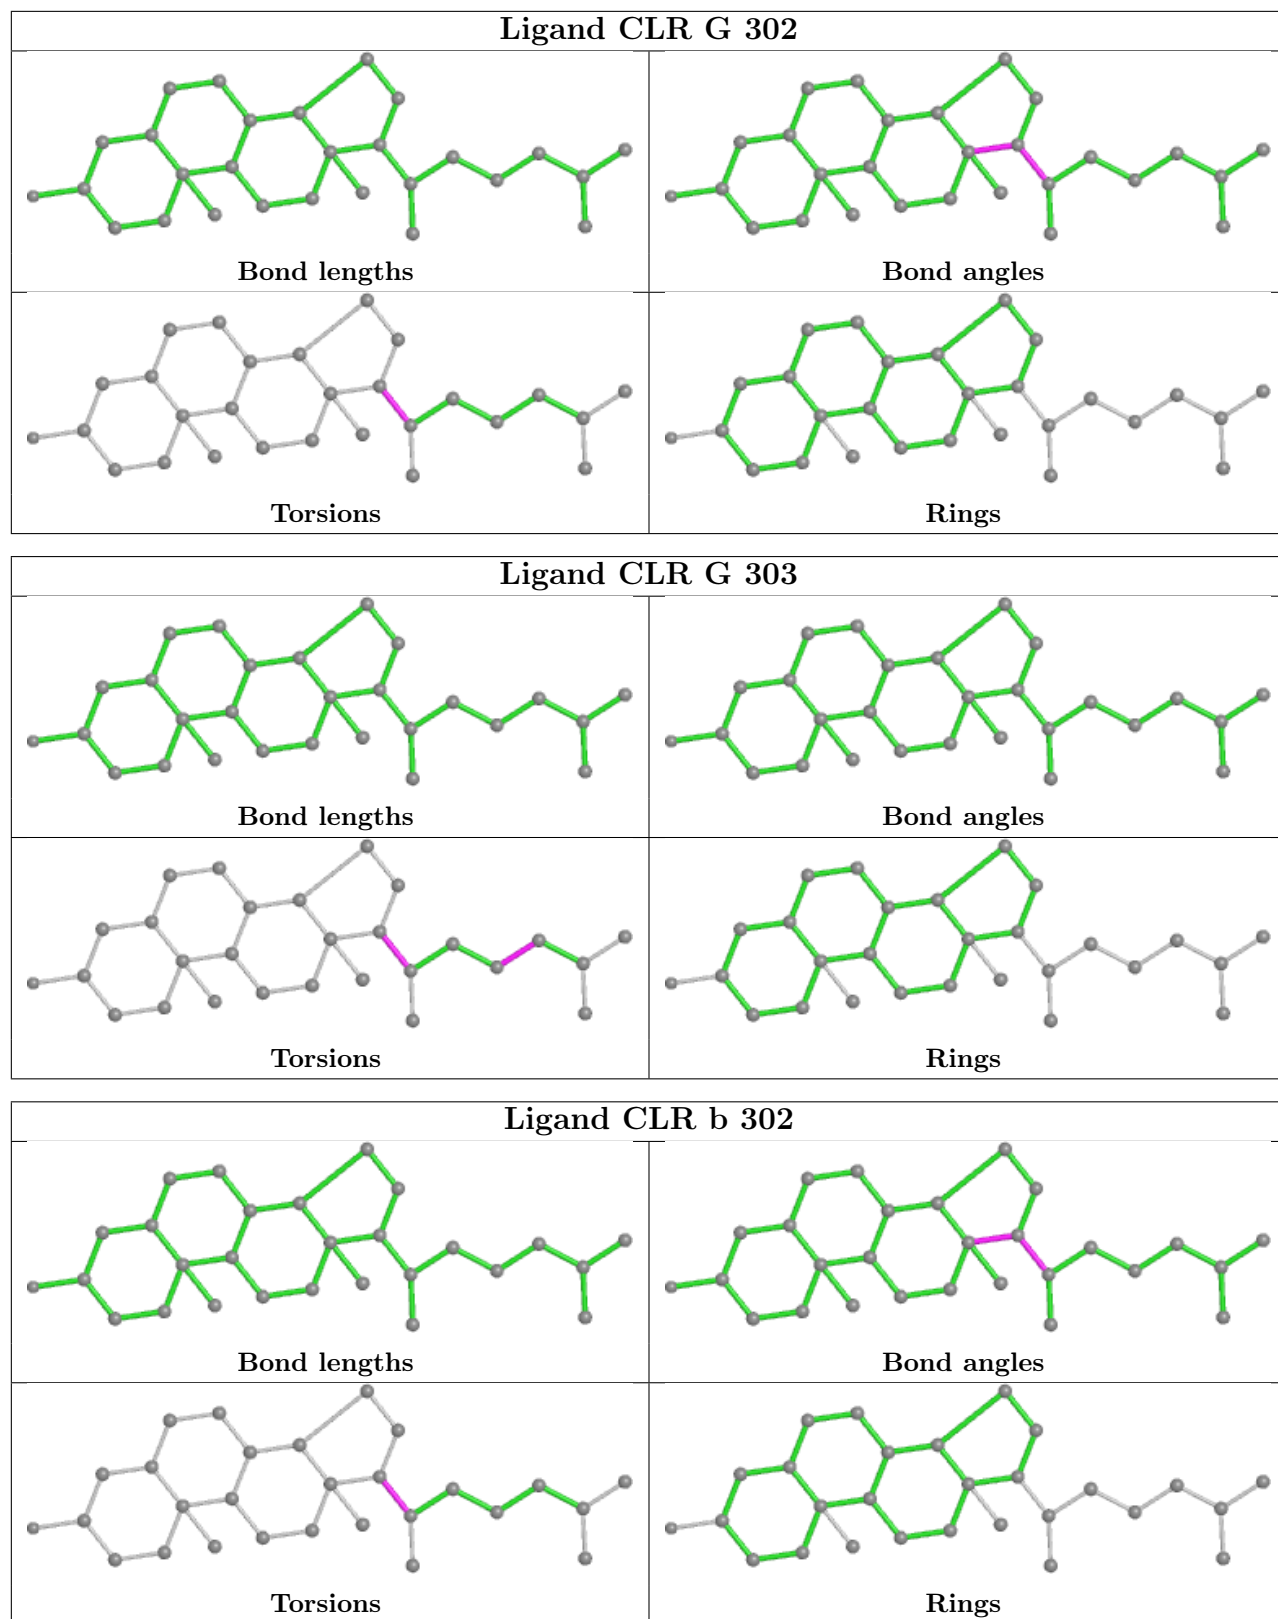 Ligand CLR G 302
Bond lengths
Bond angles
Torsions
Rings
Ligand CLR G 303
Bond lengths
Bond angles
Torsions
Rings
Ligand CLR b 302
Bond lengths
Bond angles
Torsions
Rings